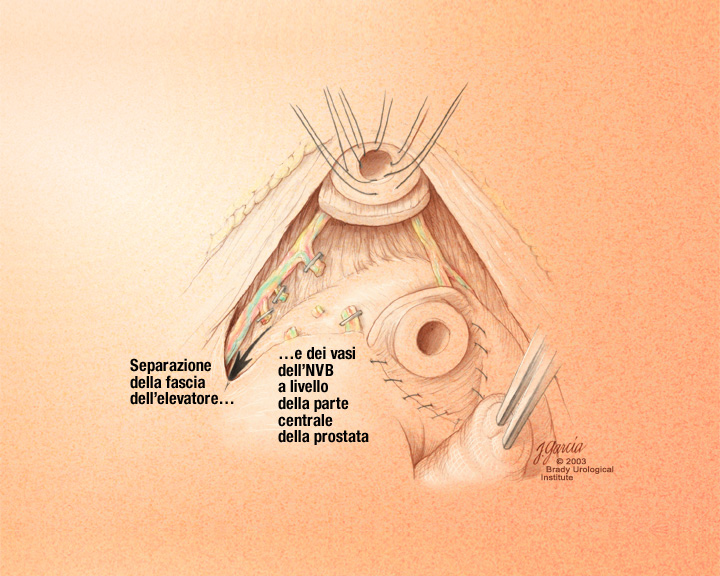 Separazione
della fascia
dell'elevatore…
…e dei vasi
dell'NVB
a livello
della parte
centrale
della prostata
J. Garcia
© 2003
Brady Urological
Institute